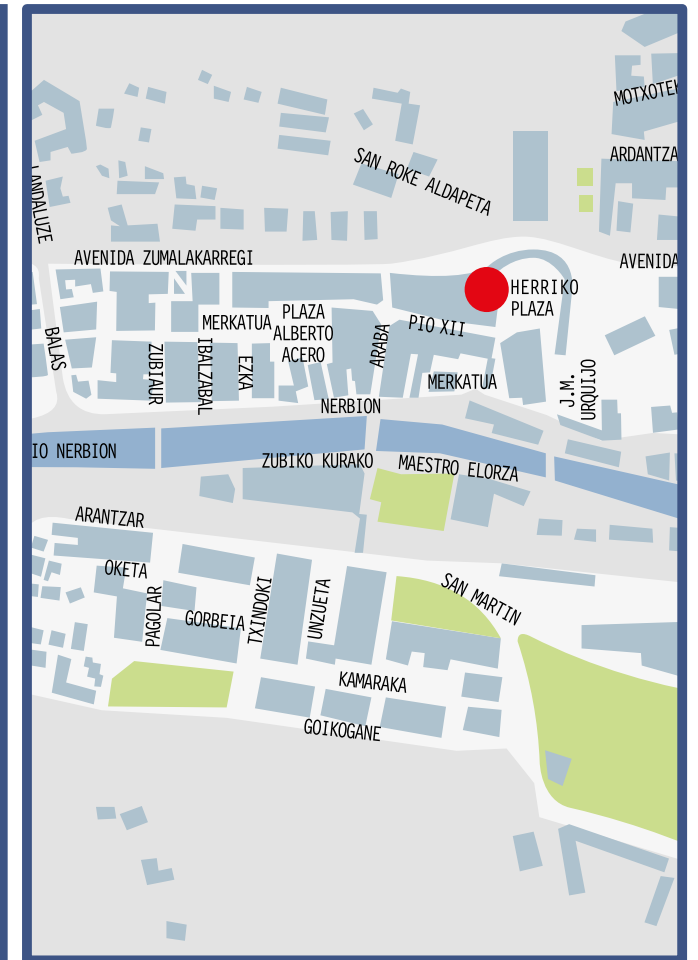 MOTXOTEK
ARDANTZA
SAN ROKE ALDAPETA
LANDALUZE
AVENIDA ZUMALAKARREGI
AVENIDA
HERRIKO
PLAZA
PLAZA
ALBERTO
ACERO
MERKATUA
PIO XII
BALAS
ZUBIAUR
IBALZABAL
EZKA
ARABA
MERKATUA
J.M.
URQUIJO
NERBION
IO NERBION
ZUBIKO KURAKO
MAESTRO ELORZA
ARANTZAR
OKETA
PAGOLAR
GORBEIA
TXINDOKI
UNZUETA
SAN MARTIN
KAMARAKA
GOIKOGANE